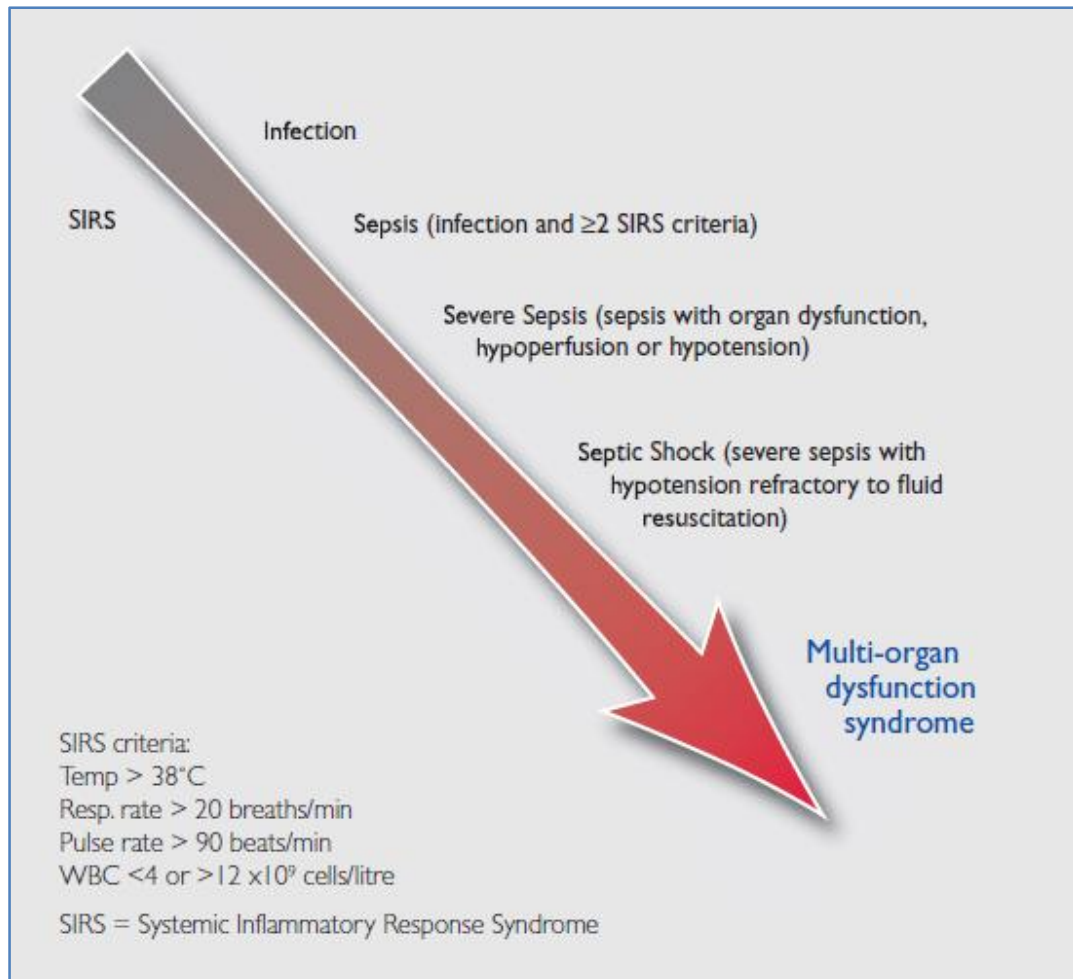 Infection
SIRS
Sepsis (infection and ≥2 SIRS criteria)
Severe Sepsis (sepsis with organ dysfunction,
hypoperfusion or hypotension)
Septic Shock (severe sepsis with
hypotension refractory to fluid
resuscitation)
Multi-organ
dysfunction
syndrome
SIRS criteria:
Temp > 38°C
Resp. rate > 20 breaths/min
Pulse rate > 90 beats/min
WBC <4 or >12 x10⁹ cells/litre
SIRS = Systemic Inflammatory Response Syndrome